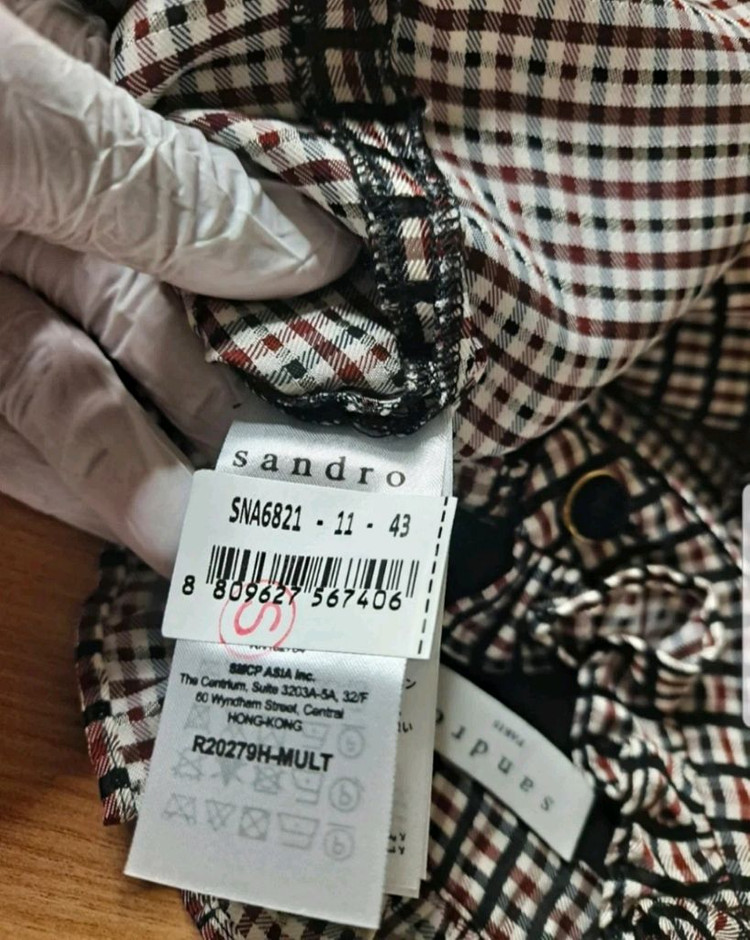 sandro
SNA6821 - 11 - 43
8 809627 567406
S
SMCP ASIA Inc.
The Centrium, Suite 3203A-5A, 32/F
60 Wyndham Street, Central
HONG-KONG
R20279H-MULT
sandro
PARIS